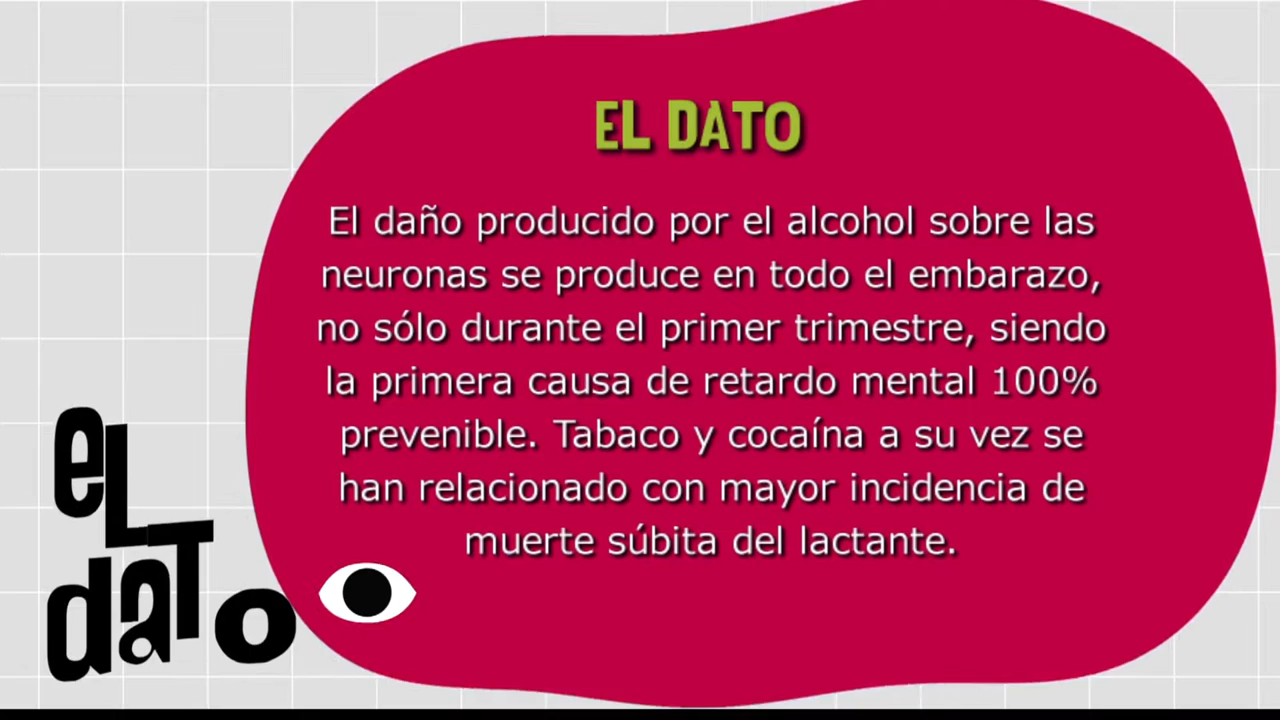 EL DATO
El daño producido por el alcohol sobre las
neuronas se produce en todo el embarazo,
no sólo durante el primer trimestre, siendo
la primera causa de retardo mental 100%
prevenible. Tabaco y cocaína a su vez se
han relacionado con mayor incidencia de
muerte súbita del lactante.
eL
daTo